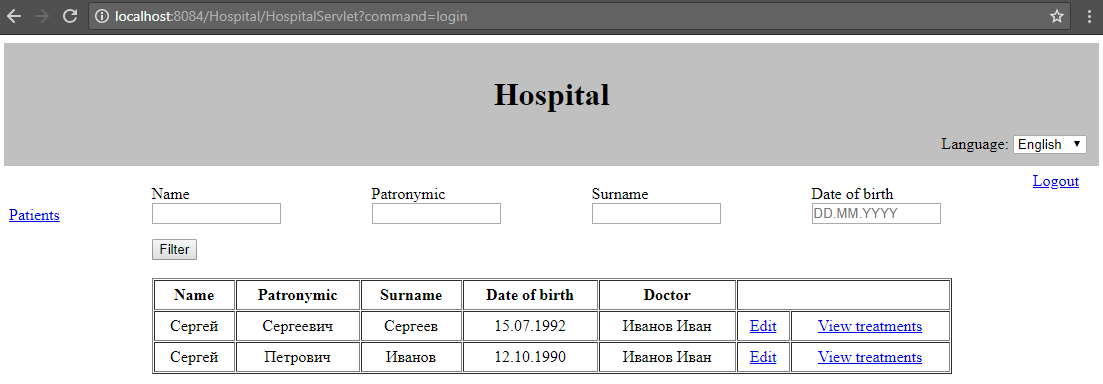 localhost:8084/Hospital/HospitalServlet?command=login
Hospital
Language: English
Logout
Patients
Name Patronymic Surname Date of birth
DD.MM.YYYY
Filter
Name Patronymic Surname Date of birth Doctor
Сергей Сергеевич Сергеев 15.07.1992 Иванов Иван Edit View treatments
Сергей Петрович Иванов 12.10.1990 Иванов Иван Edit View treatments